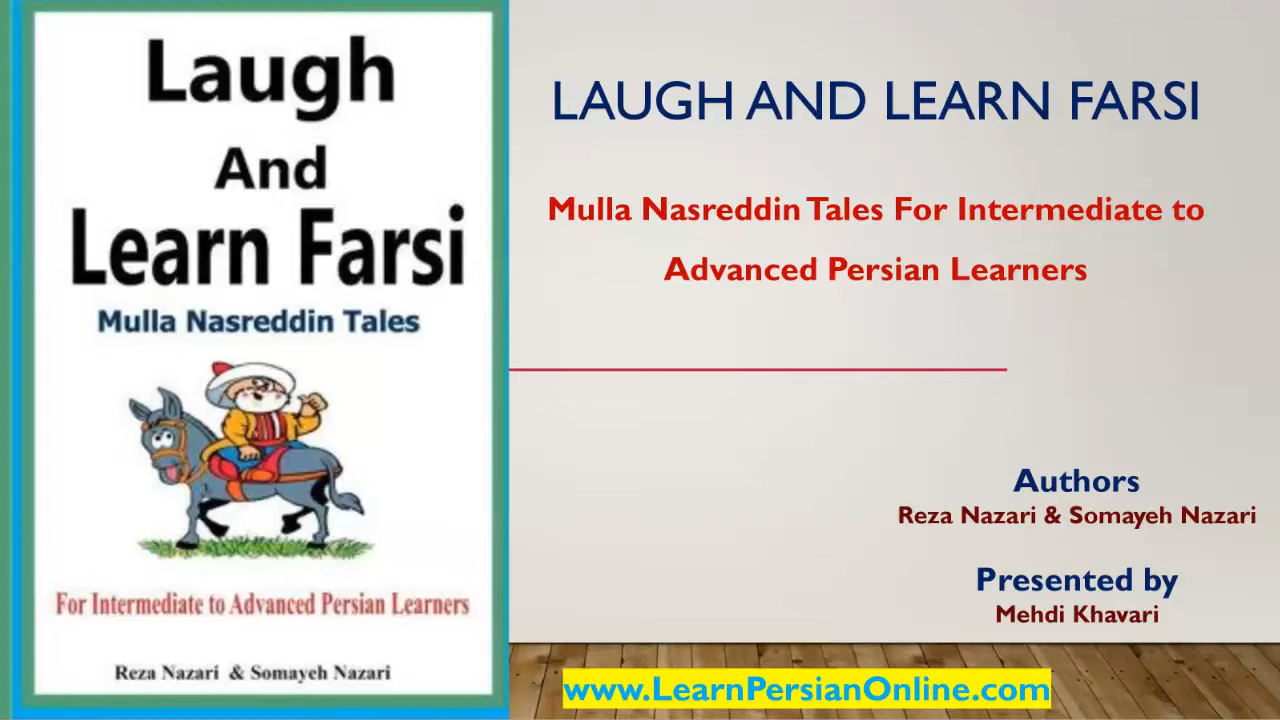 Laugh
And
Learn Farsi
Mulla Nasreddin Tales
For Intermediate to Advanced Persian Learners
Reza Nazari & Somayeh Nazari
LAUGH AND LEARN FARSI
Mulla Nasreddin Tales For Intermediate to
Advanced Persian Learners
Authors
Reza Nazari & Somayeh Nazari
Presented by
Mehdi Khavari
www.LearnPersianOnline.com